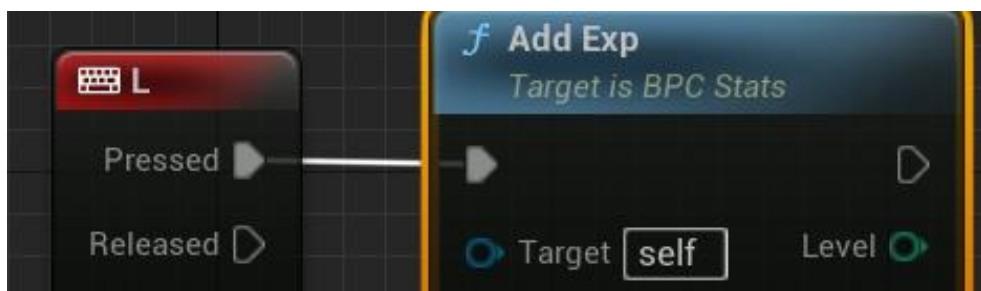 L
Pressed
Released
f Add Exp
Target is BPC Stats
Target self
Level